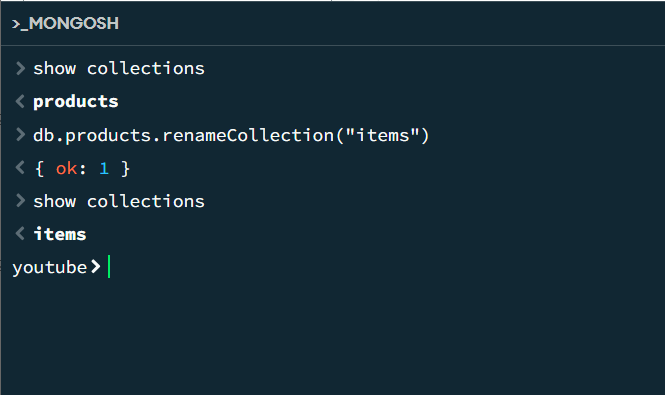 >_MONGOSH
> show collections
< products
> db.products.renameCollection("items")
< { ok: 1 }
> show collections
< items
youtube>